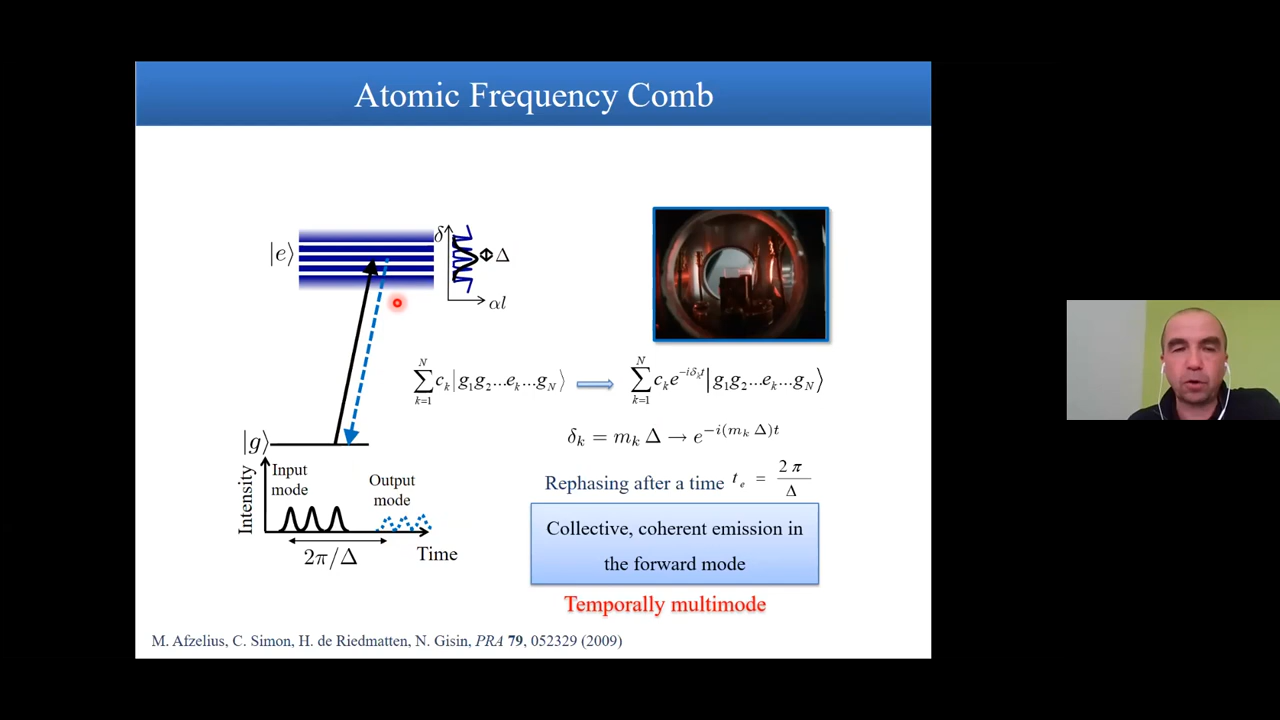 Atomic Frequency Comb
|e⟩
δ
Δ
αl
|g⟩
Intensity
Input
mode
Output
mode
2π/Δ
Time
N
∑ c_k |g₁g₂...e_k...g_N⟩
k=1
N
∑ c_k e^{-iδ_k t} |g₁g₂...e_k...g_N⟩
k=1
δ_k = m_k Δ → e^{-i(m_k Δ)t}
Rephasing after a time t_e = 2π/Δ
Collective, coherent emission in
the forward mode
Temporally multimode
M. Afzelius, C. Simon, H. de Riedmatten, N. Gisin, PRA 79, 052329 (2009)